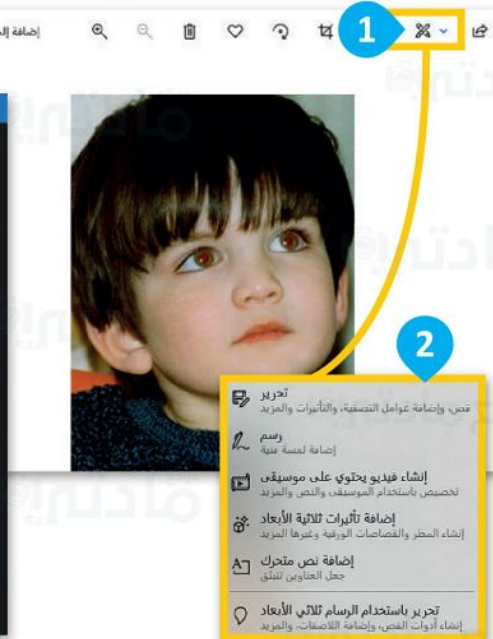 إضافة إلى
1
2
تحرير
قص، وإضافة عوامل التصفية، والتأثيرات والمزيد
رسم
إضافة لمسة فنية
إنشاء فيديو يحتوي على موسيقى
تخصيص باستخدام الموسيقى والنص والمزيد
إضافة تأثيرات ثلاثية الأبعاد
إنشاء المطر والقصاصات الورقية وغيرها المزيد
إضافة نص متحرك
جعل العناوين تنبثق
تحرير باستخدام الرسام ثلاثي الأبعاد
إنشاء أدوات القص، وإضافة اللاصقات، والمزيد